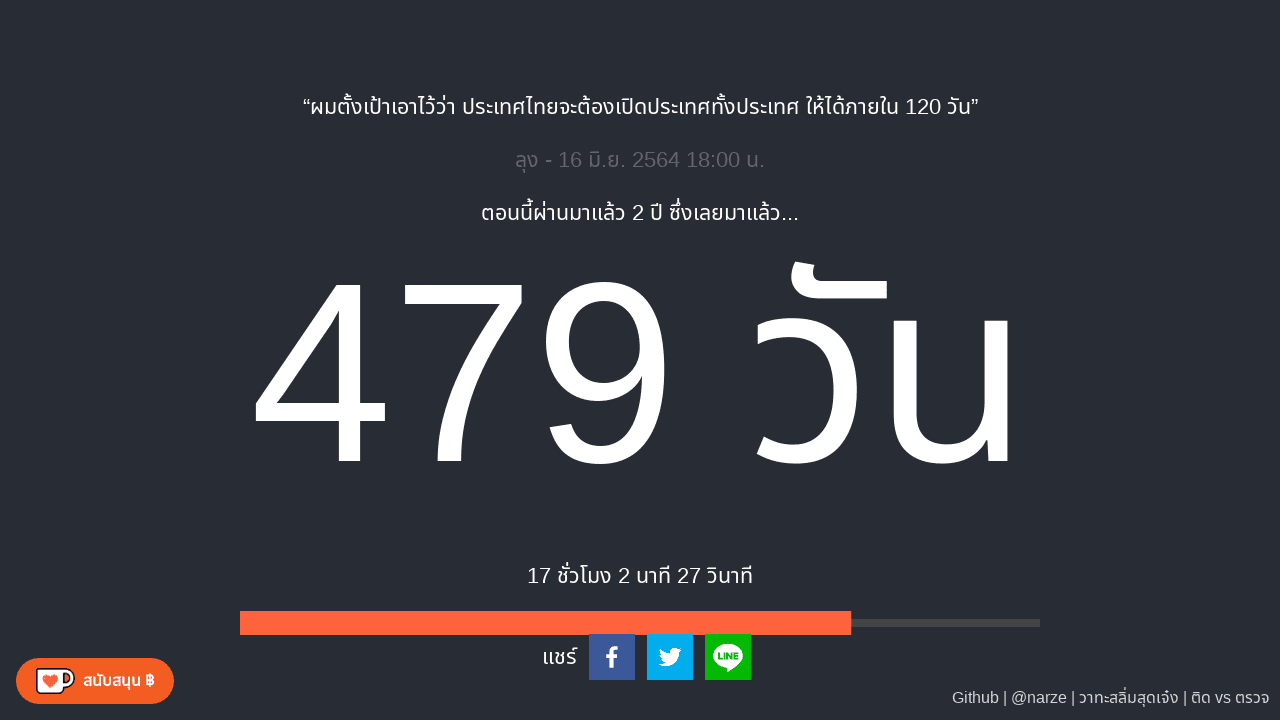 “ผมตั้งเป้าเอาไว้ว่า ประเทศไทยจะต้องเปิดประเทศทั้งประเทศ ให้ได้ภายใน 120 วัน”
ลุง - 16 มิ.ย. 2564 18:00 น.
ตอนนี้ผ่านมาแล้ว 2 ปี ซึ่งเลยมาแล้ว...
479 วัน
17 ชั่วโมง 2 นาที 27 วินาที
แชร์
LINE
สนับสนุน ฿
Github | @narze | วาทะสลิ่มสุดเจ๋ง | ติด vs ตรวจ